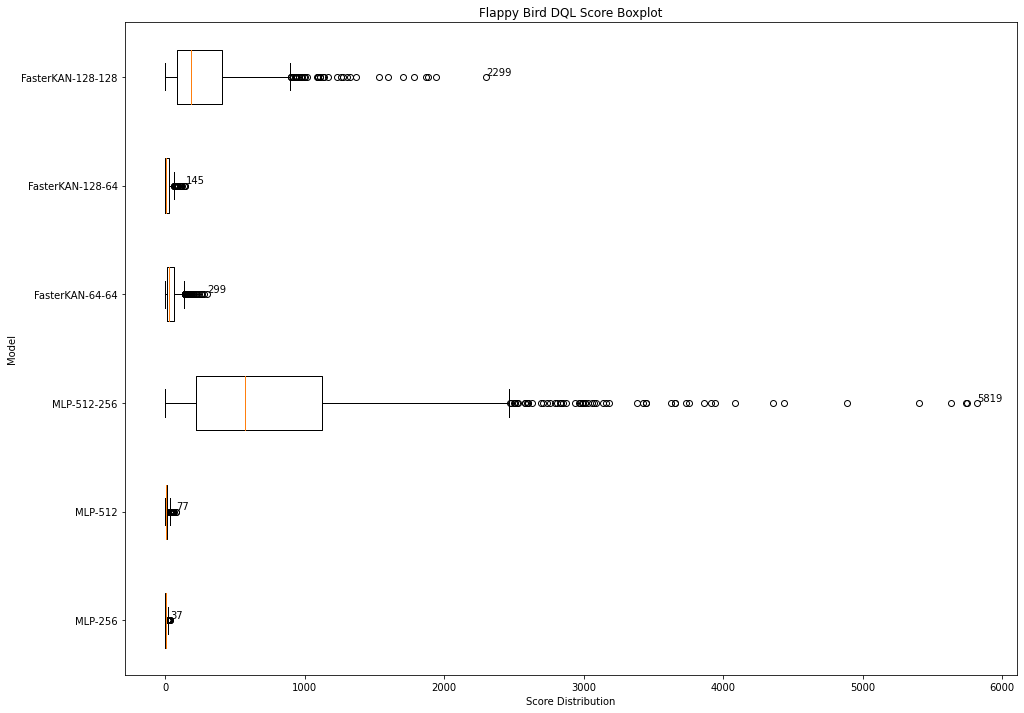 Flappy Bird DQL Score Boxplot
FasterKAN-128-128
2299
FasterKAN-128-64
145
FasterKAN-64-64
299
Model
MLP-512-256
5819
MLP-512
77
MLP-256
37
0 1000 2000 3000 4000 5000 6000
Score Distribution